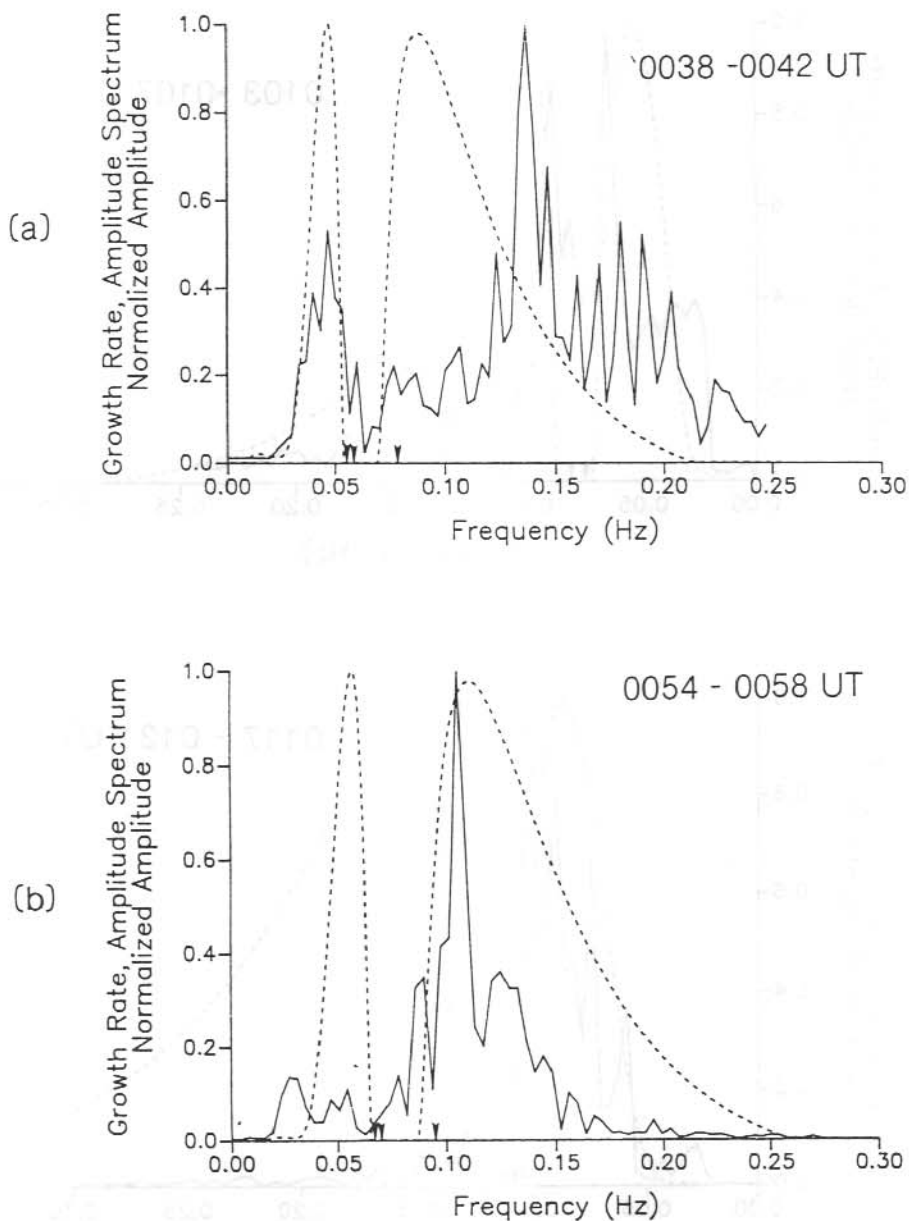 (a)
0038 -0042 UT
Growth Rate, Amplitude Spectrum
Normalized Amplitude
1.0
0.8
0.6
0.4
0.2
0.0
0.00 0.05 0.10 0.15 0.20 0.25 0.30
Frequency (Hz)
(b)
0054 - 0058 UT
Growth Rate, Amplitude Spectrum
Normalized Amplitude
1.0
0.8
0.6
0.4
0.2
0.0
0.00 0.05 0.10 0.15 0.20 0.25 0.30
Frequency (Hz)